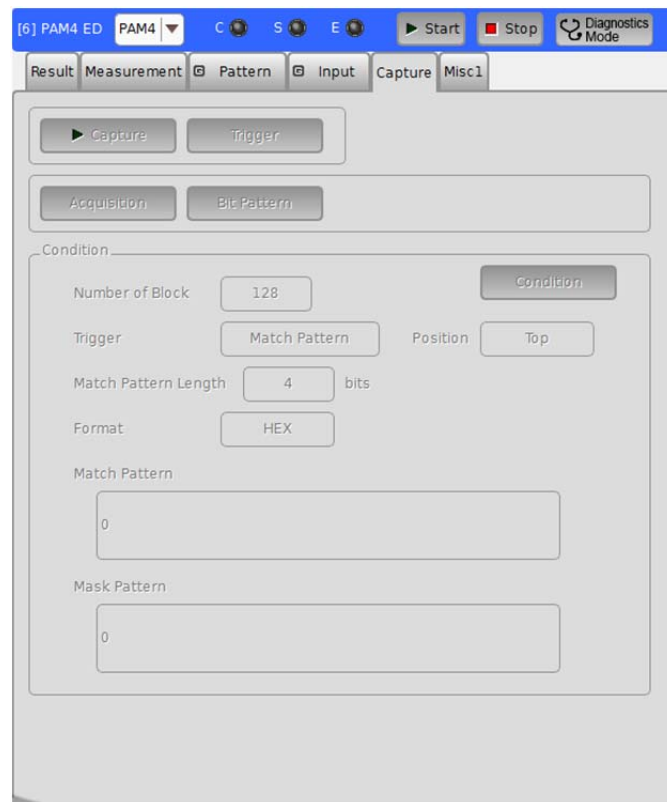 [6] PAM4 ED PAM4 C S E Start Stop Diagnostics Mode
Result Measurement Pattern Input Capture Misc1
Capture Trigger
Acquisition Bit Pattern
Condition
Condition
Number of Block 128
Trigger Match Pattern Position Top
Match Pattern Length 4 bits
Format HEX
Match Pattern
0
Mask Pattern
0